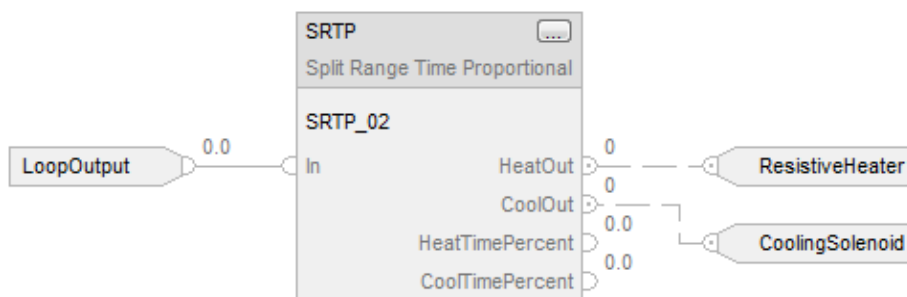 SRTP
...
Split Range Time Proportional
SRTP_02
LoopOutput 0.0 In HeatOut 0 ResistiveHeater
CoolOut 0 CoolingSolenoid
HeatTimePercent 0.0
CoolTimePercent 0.0